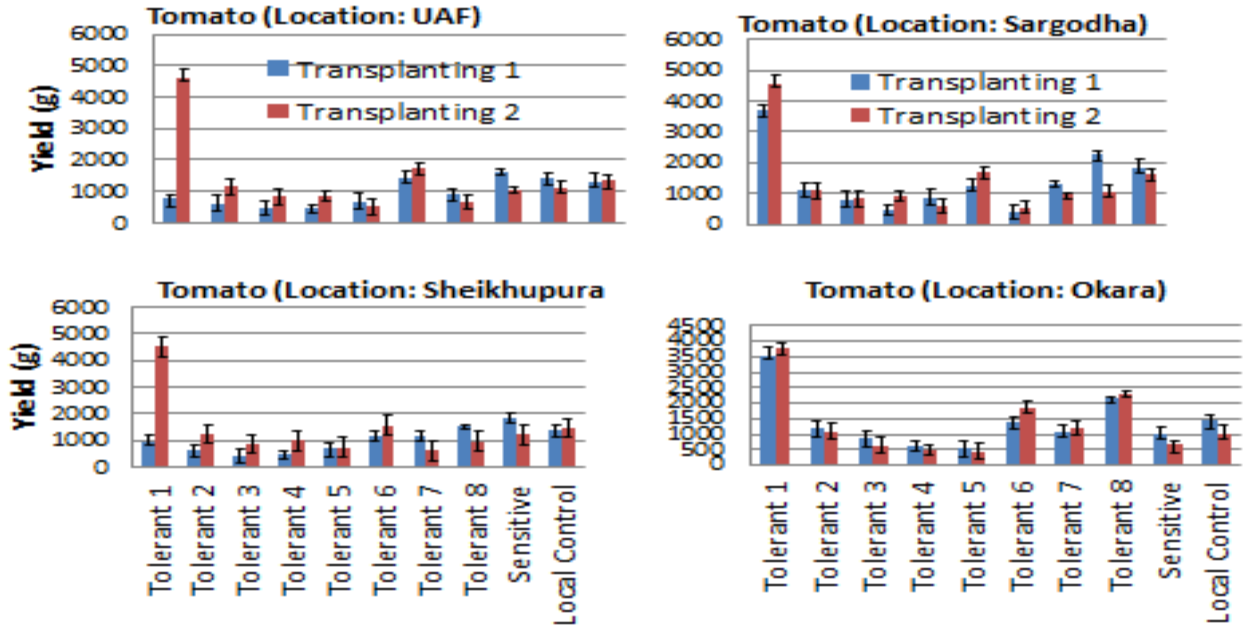 Tomato (Location: UAF)
Yield (g)
6000
5000
4000
3000
2000
1000
0
Transplanting 1
Transplanting 2
Tomato (Location: Sargodha)
6000
5000
4000
3000
2000
1000
0
Transplanting 1
Transplanting 2
Tomato (Location: Sheikhupura
Yield (g)
6000
5000
4000
3000
2000
1000
0
Tolerant 1
Tolerant 2
Tolerant 3
Tolerant 4
Tolerant 5
Tolerant 6
Tolerant 7
Tolerant 8
Sensitive
Local Control
Tomato (Location: Okara)
4500
4000
3500
3000
2500
2000
1500
1000
500
0
Tolerant 1
Tolerant 2
Tolerant 3
Tolerant 4
Tolerant 5
Tolerant 6
Tolerant 7
Tolerant 8
Sensitive
Local Control